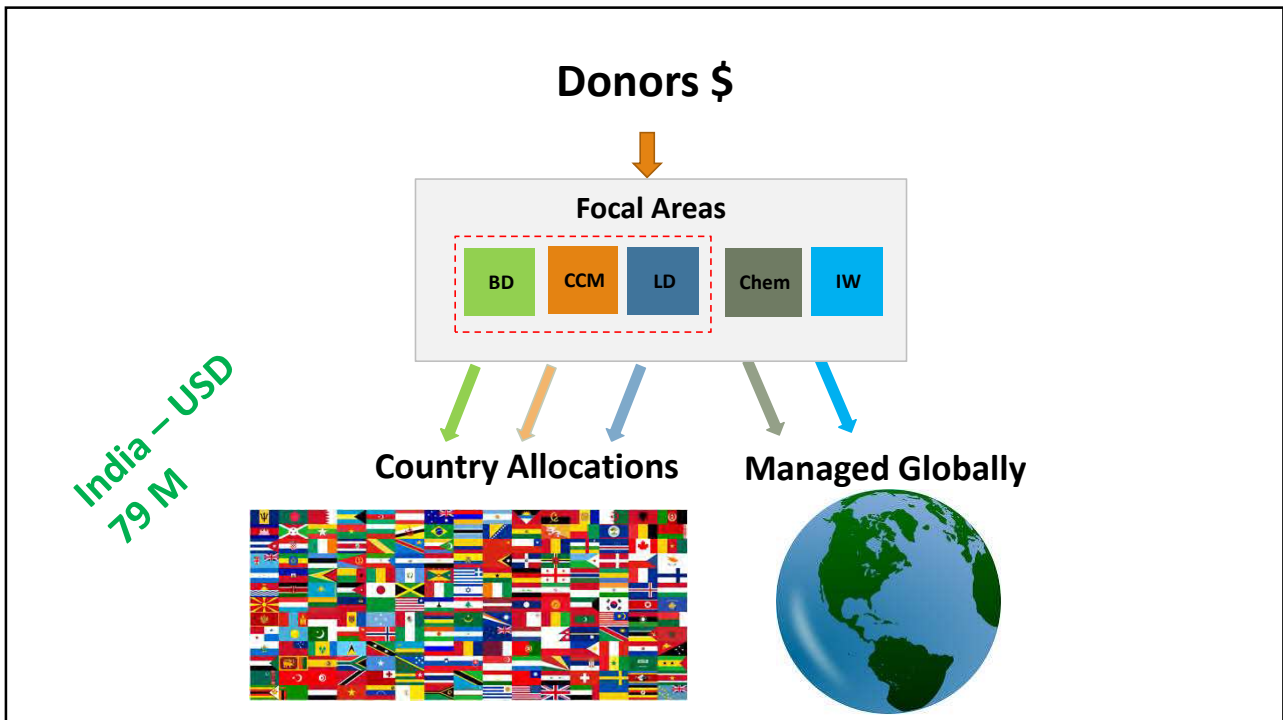 Donors $
Focal Areas
BD
CCM
LD
Chem
IW
India – USD
79 M
Country Allocations
Managed Globally